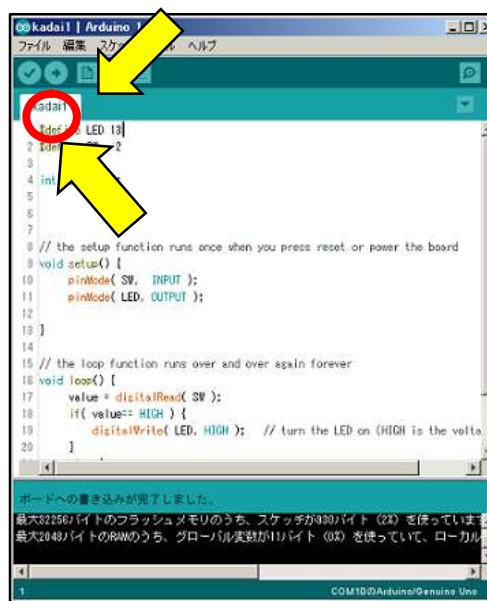 kadai1 | Arduino
ファイル 編集 スケッ ル ヘルプ
kadai1
#define LED 13
2
3
4 int
5
6
7
8 // the setup function runs once when you press reset or power the board
9 void setup() {
10 pinMode( SW, INPUT );
11 pinMode( LED, OUTPUT );
12
13 }
14
15 // the loop function runs over and over again forever
16 void loop() {
17 value = digitalRead( SW );
18 if( value== HIGH ) {
19 digitalWrite( LED, HIGH ); // turn the LED on (HIGH is the volta
20 }
ボードへの書き込みが完了しました。
最大32256バイトのフラッシュメモリのうち、スケッチが930バイト（2%）を使っています
最大2048バイトのRAMのうち、グローバル変数が11バイト（0%）を使っていて、ローカル
1 COM10のArduino/Genuino Uno